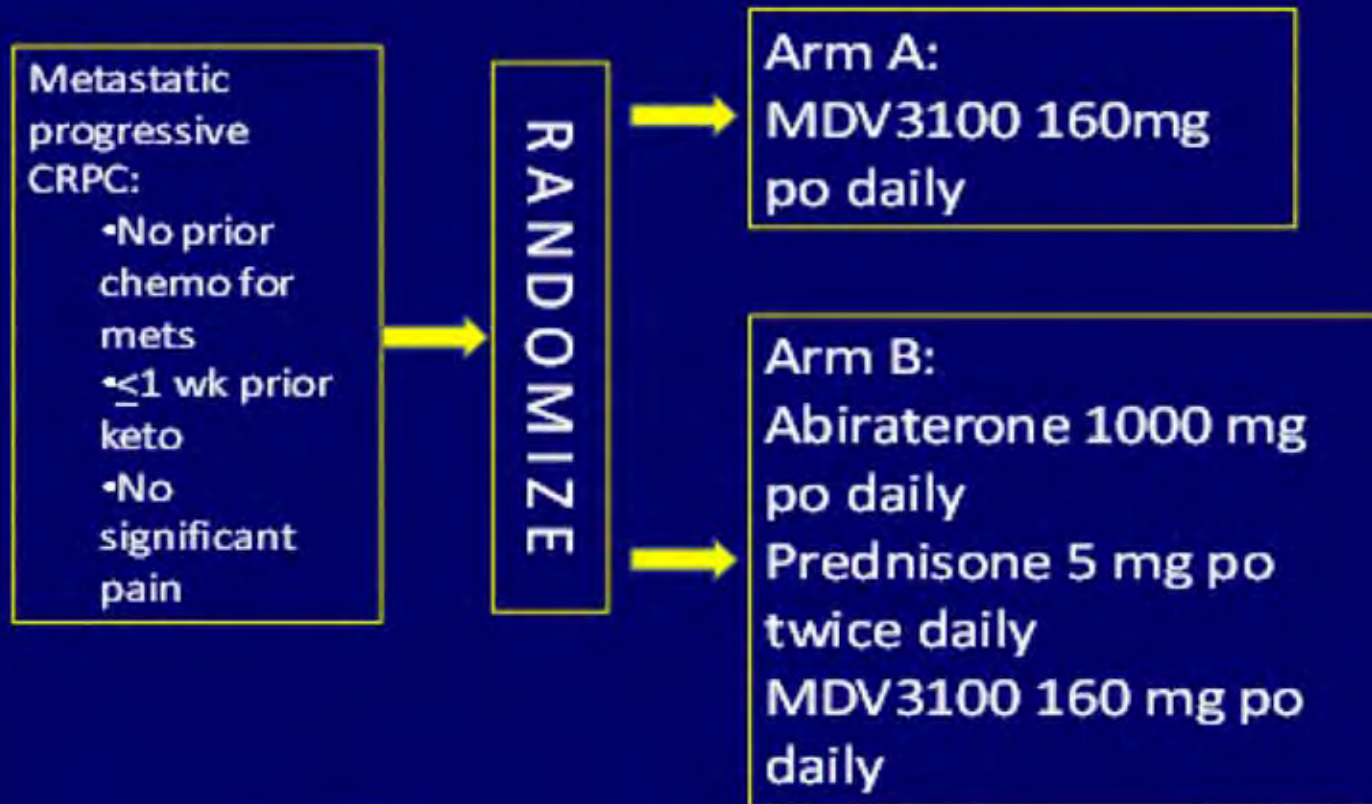 Metastatic
progressive
CRPC:
•No prior
chemo for
mets
•≤1 wk prior
keto
•No
significant
pain
RANDOMIZE
Arm A:
MDV3100 160mg
po daily
Arm B:
Abiraterone 1000 mg
po daily
Prednisone 5 mg po
twice daily
MDV3100 160 mg po
daily